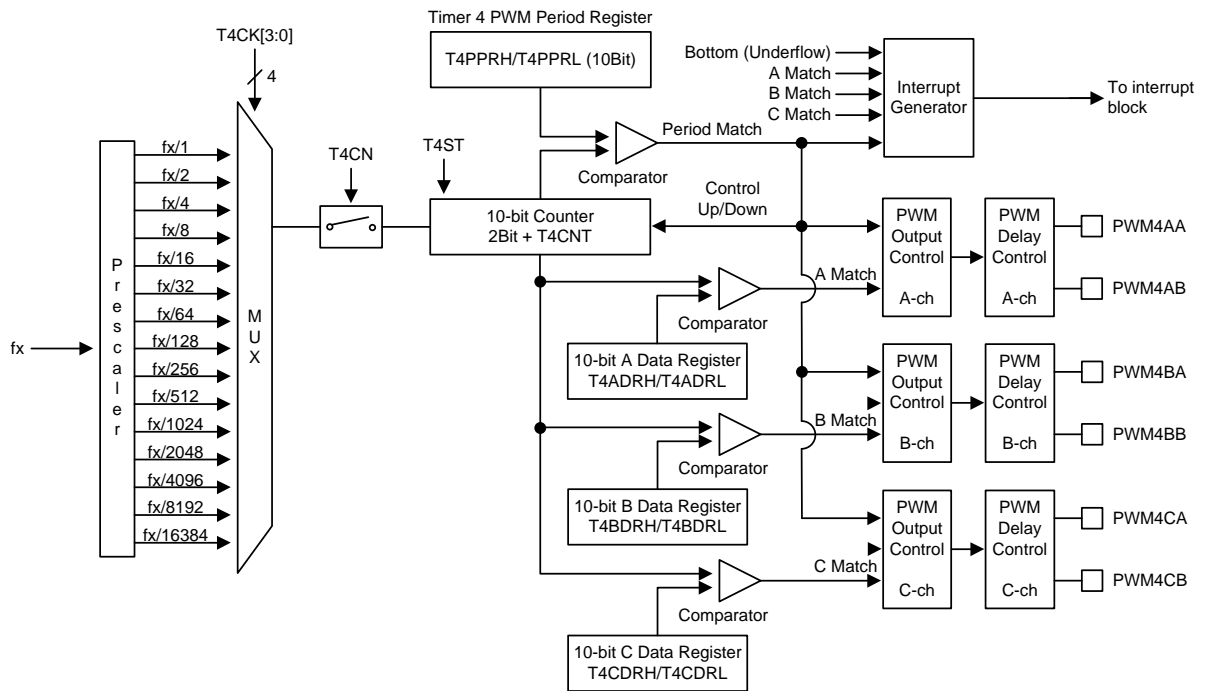 Timer 4 PWM Period Register
T4PPRH/T4PPRL (10Bit)
T4CK[3:0]
4
Bottom (Underflow)
A Match
B Match
C Match
Interrupt
Generator
To interrupt
block
fx
Prescaler
fx/1
fx/2
fx/4
fx/8
fx/16
fx/32
fx/64
fx/128
fx/256
fx/512
fx/1024
fx/2048
fx/4096
fx/8192
fx/16384
MUX
T4CN
T4ST
Comparator
Period Match
10-bit Counter
2Bit + T4CNT
Control
Up/Down
A Match
Comparator
10-bit A Data Register
T4ADRH/T4ADRL
PWM
Output
Control
A-ch
PWM
Delay
Control
A-ch
PWM4AA
PWM4AB
B Match
Comparator
10-bit B Data Register
T4BDRH/T4BDRL
PWM
Output
Control
B-ch
PWM
Delay
Control
B-ch
PWM4BA
PWM4BB
C Match
Comparator
10-bit C Data Register
T4CDRH/T4CDRL
PWM
Output
Control
C-ch
PWM
Delay
Control
C-ch
PWM4CA
PWM4CB